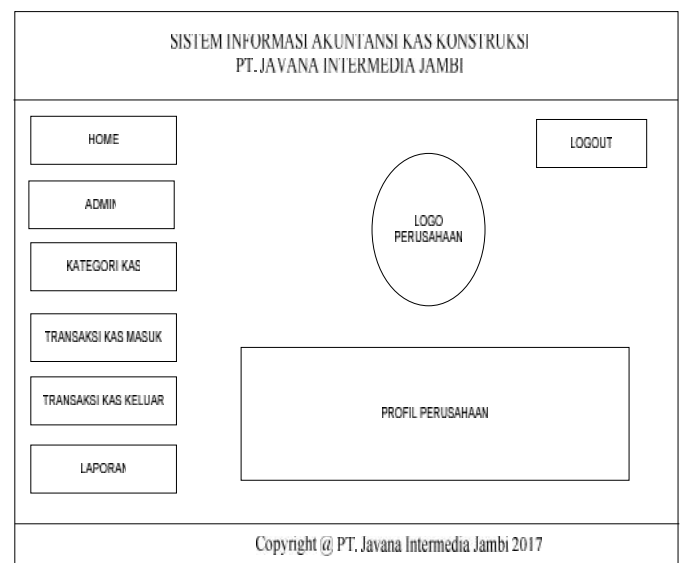 SISTEM INFORMASI AKUNTANSI KAS KONSTRUKSI
PT. JAVANA INTERMEDIA JAMBI
HOME
LOGOUT
ADMIN
LOGO
PERUSAHAAN
KATEGORI KAS
TRANSAKSI KAS MASUK
TRANSAKSI KAS KELUAR
PROFIL PERUSAHAAN
LAPORAN
Copyright @ PT. Javana Intermedia Jambi 2017